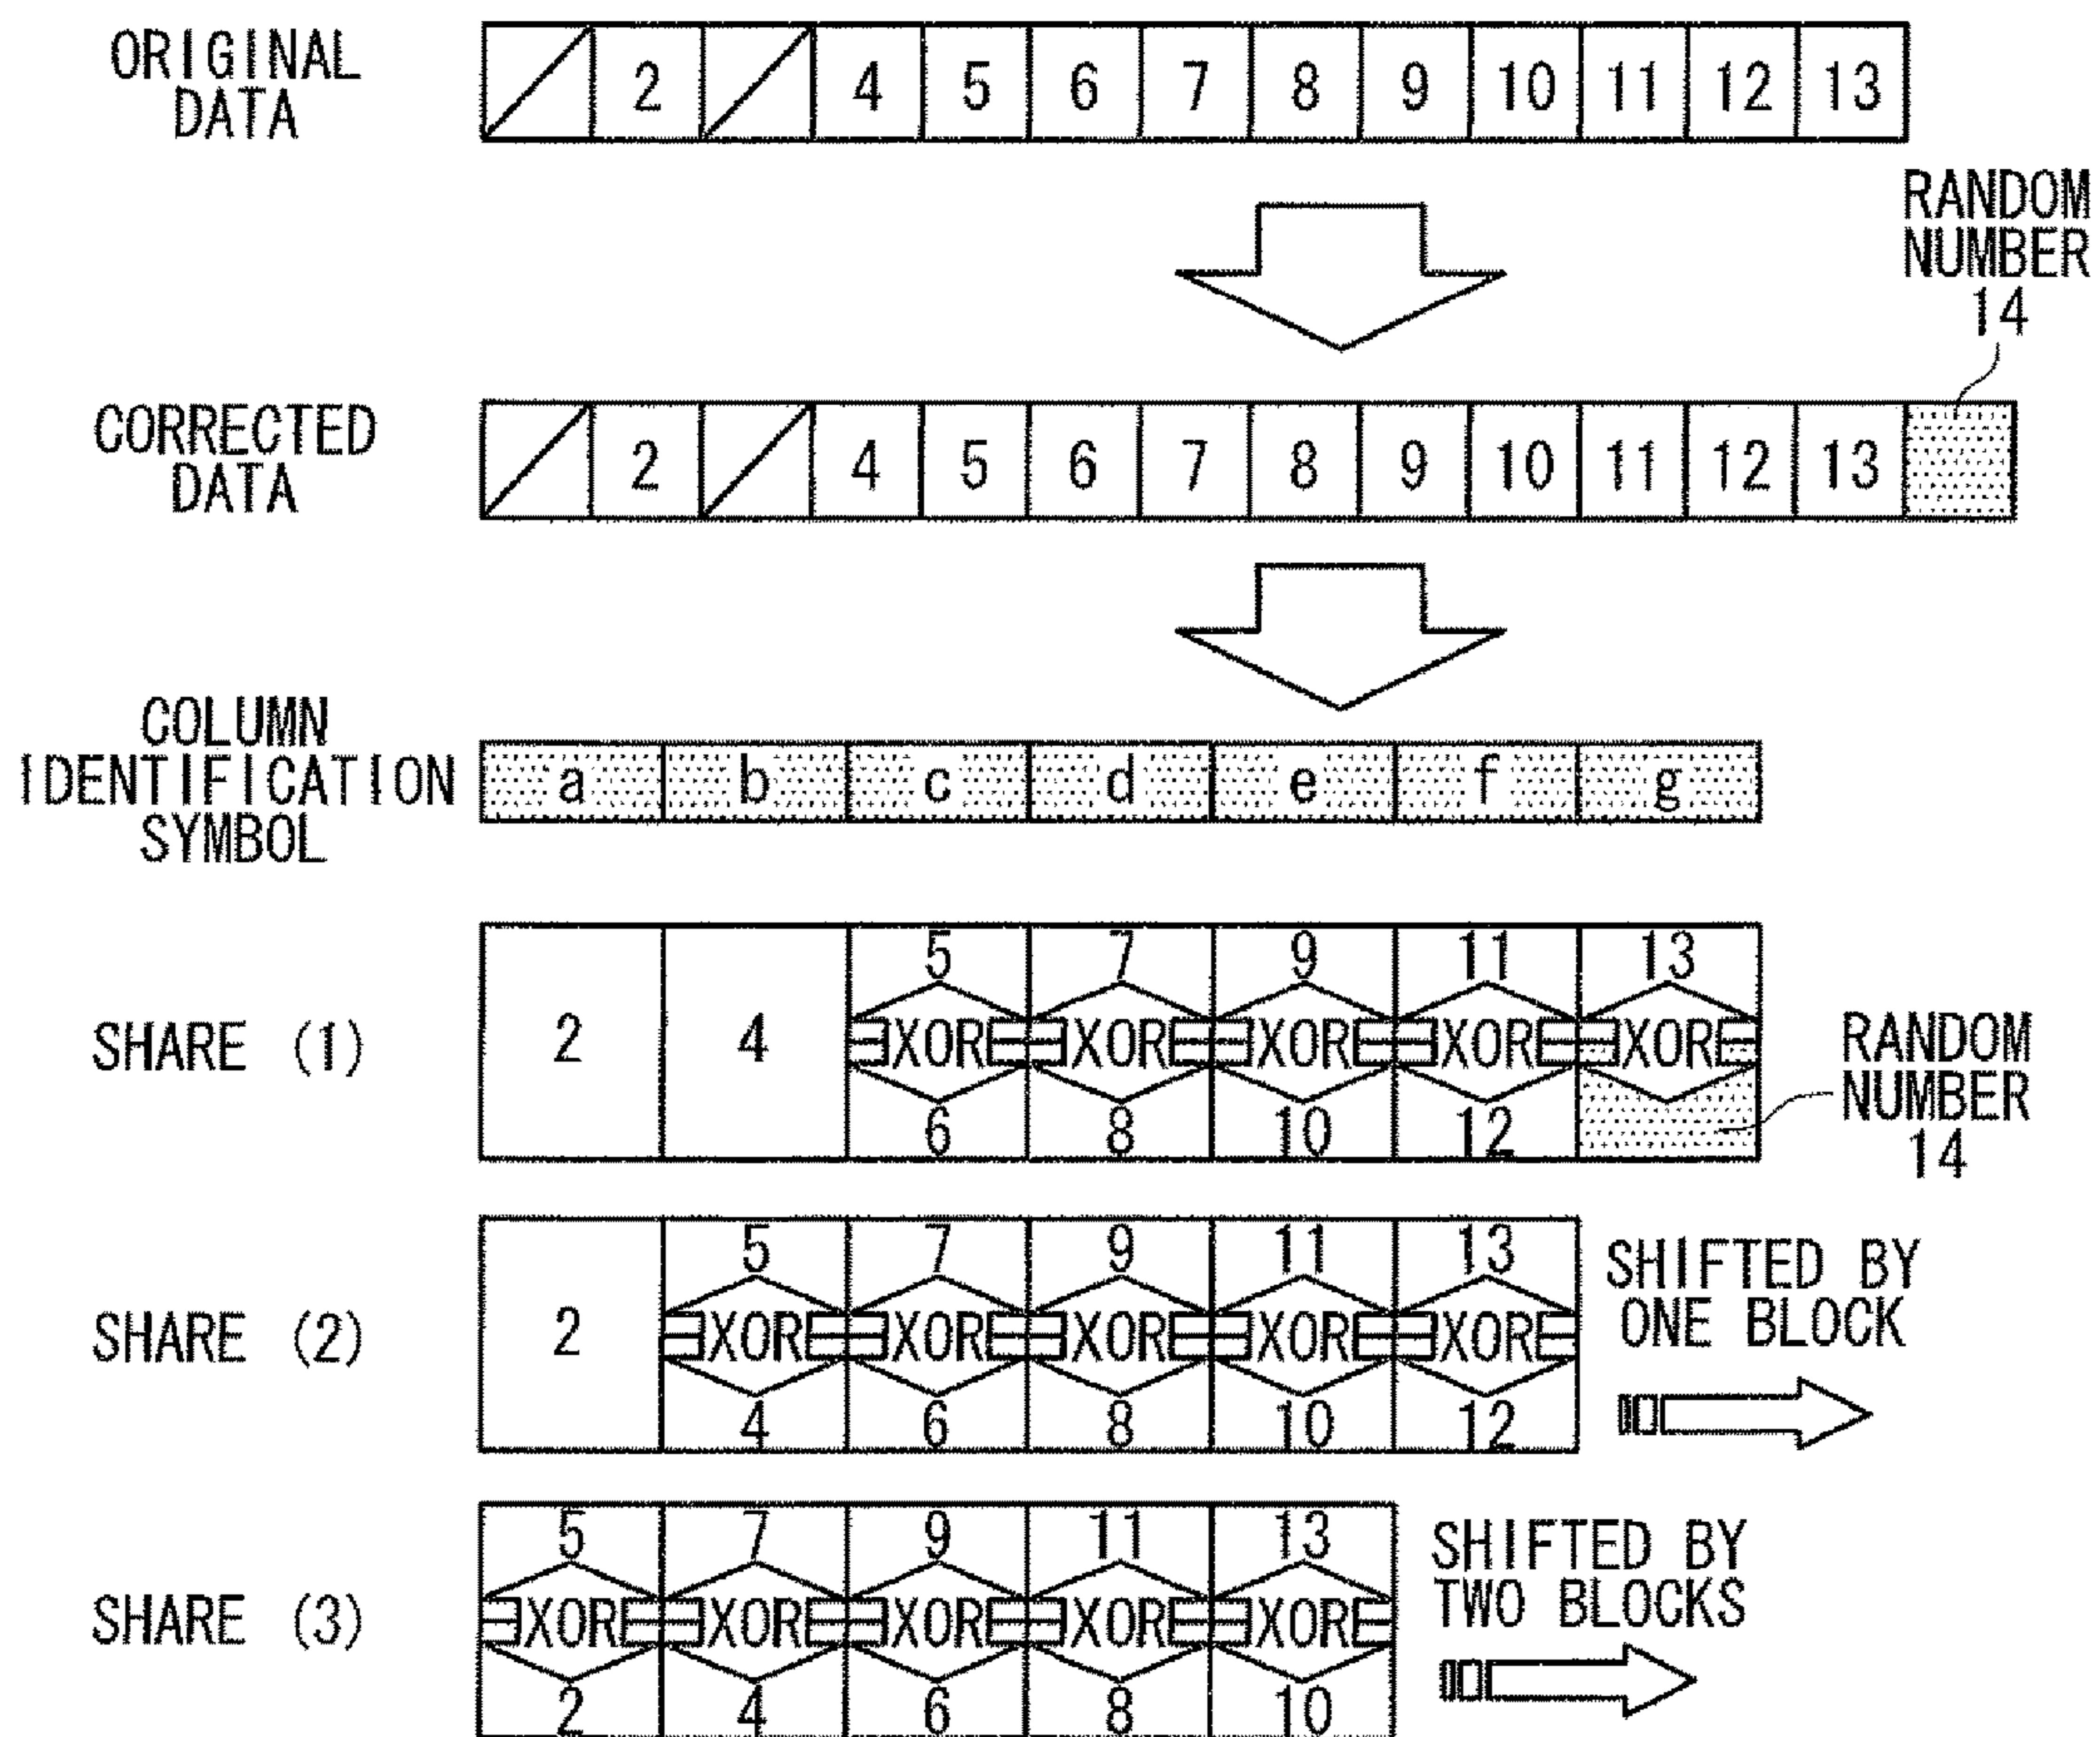 ORIGINAL
DATA
2 4 5 6 7 8 9 10 11 12 13
RANDOM
NUMBER
14
CORRECTED
DATA
2 4 5 6 7 8 9 10 11 12 13
COLUMN
IDENTIFICATION
SYMBOL
a b c d e f g
SHARE (1)
5 7 9 11 13
2 4 XOR XOR XOR XOR XOR
6 8 10 12
RANDOM
NUMBER
14
SHARE (2)
5 7 9 11 13
2 XOR XOR XOR XOR XOR
4 6 8 10 12
SHIFTED BY
ONE BLOCK
SHARE (3)
5 7 9 11 13
XOR XOR XOR XOR XOR
2 4 6 8 10
SHIFTED BY
TWO BLOCKS